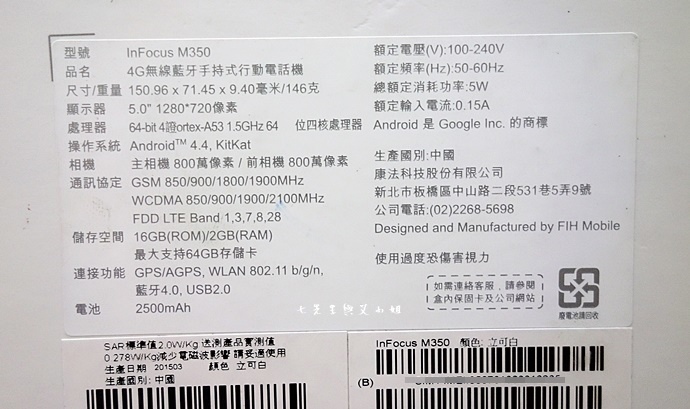 型號 InFocus M350
品名 4G無線藍牙手持式行動電話機
尺寸/重量 150.96 x 71.45 x 9.40毫米/146克
顯示器 5.0" 1280*720像素
處理器 64-bit 4證ortex-A53 1.5GHz 64 位四核處理器
操作系統 Android™ 4.4, KitKat
相機 主相機 800萬像素 / 前相機 800萬像素
通訊協定 GSM 850/900/1800/1900MHz
WCDMA 850/900/1900/2100MHz
FDD LTE Band 1,3,7,8,28
儲存空間 16GB(ROM)/2GB(RAM)
最大支持64GB存儲卡
連接功能 GPS/AGPS, WLAN 802.11 b/g/n,
藍牙4.0, USB2.0
電池 2500mAh
額定電壓(V):100-240V
額定頻率(Hz):50-60Hz
總額定消耗功率:5W
額定輸入電流:0.15A
Android 是 Google Inc. 的商標
生產國別:中國
康法科技股份有限公司
新北市板橋區中山路二段531巷5弄9號
公司電話:(02)2268-5698
Designed and Manufactured by FIH Mobile
使用過度恐傷害視力
如需連絡客服，請參閱
盒內保固卡及公司網站
廢電池請回收
SAR標準值2.0W/Kg 送測產品實測值
0.278W/Kg減少電磁波影響 請妥適使用
生產日期 201503 顏色 立可白
生產國別: 中國
InFocus M350 顏色: 立可白
(B)